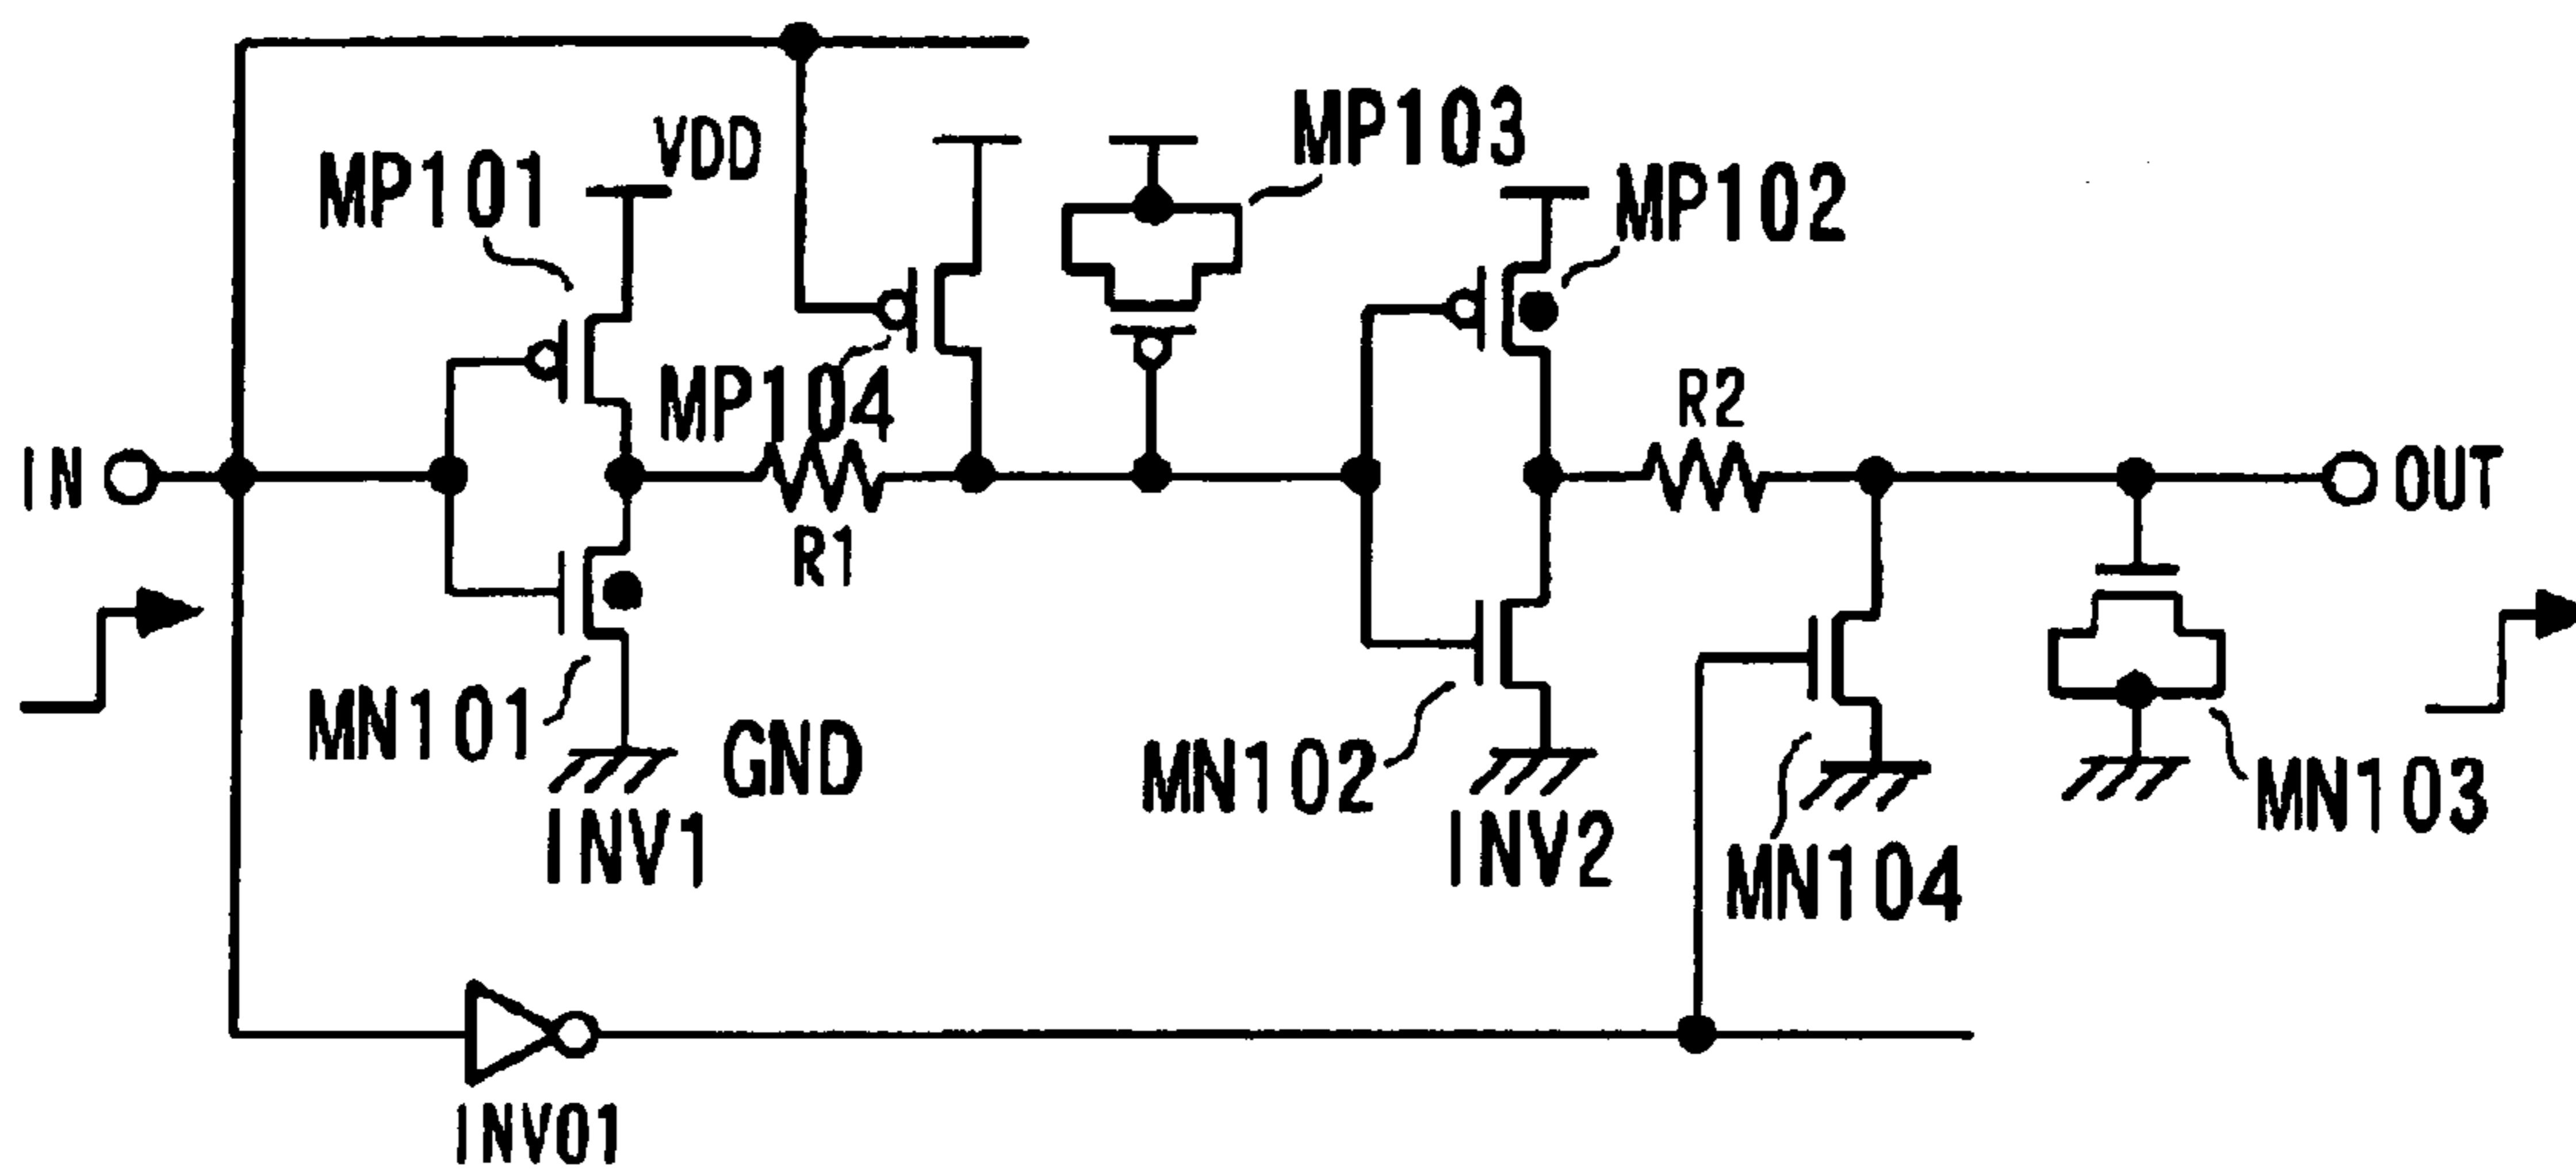 MP103
VDD
MP101
MP102
MP104
R2
IN
OUT
R1
MN101
GND
MN102
MN103
INV1
INV2
MN104
INV01